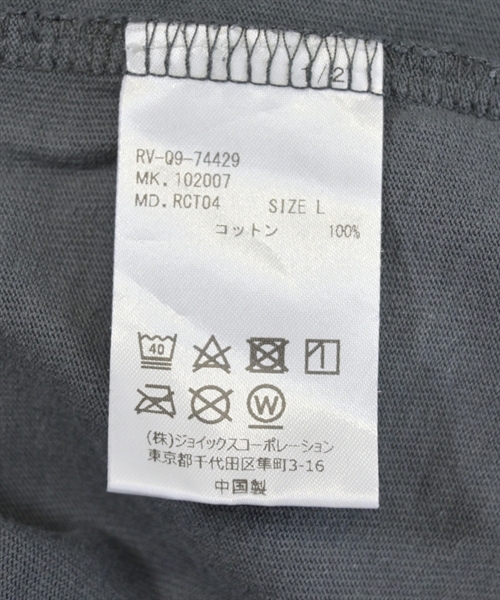 1/2
RV-Q9-74429
MK.102007
MD.RCT04 SIZE L
コットン 100%
40
W
(株)ジョイックスコーポレーション
東京都千代田区隼町3-16
中国製